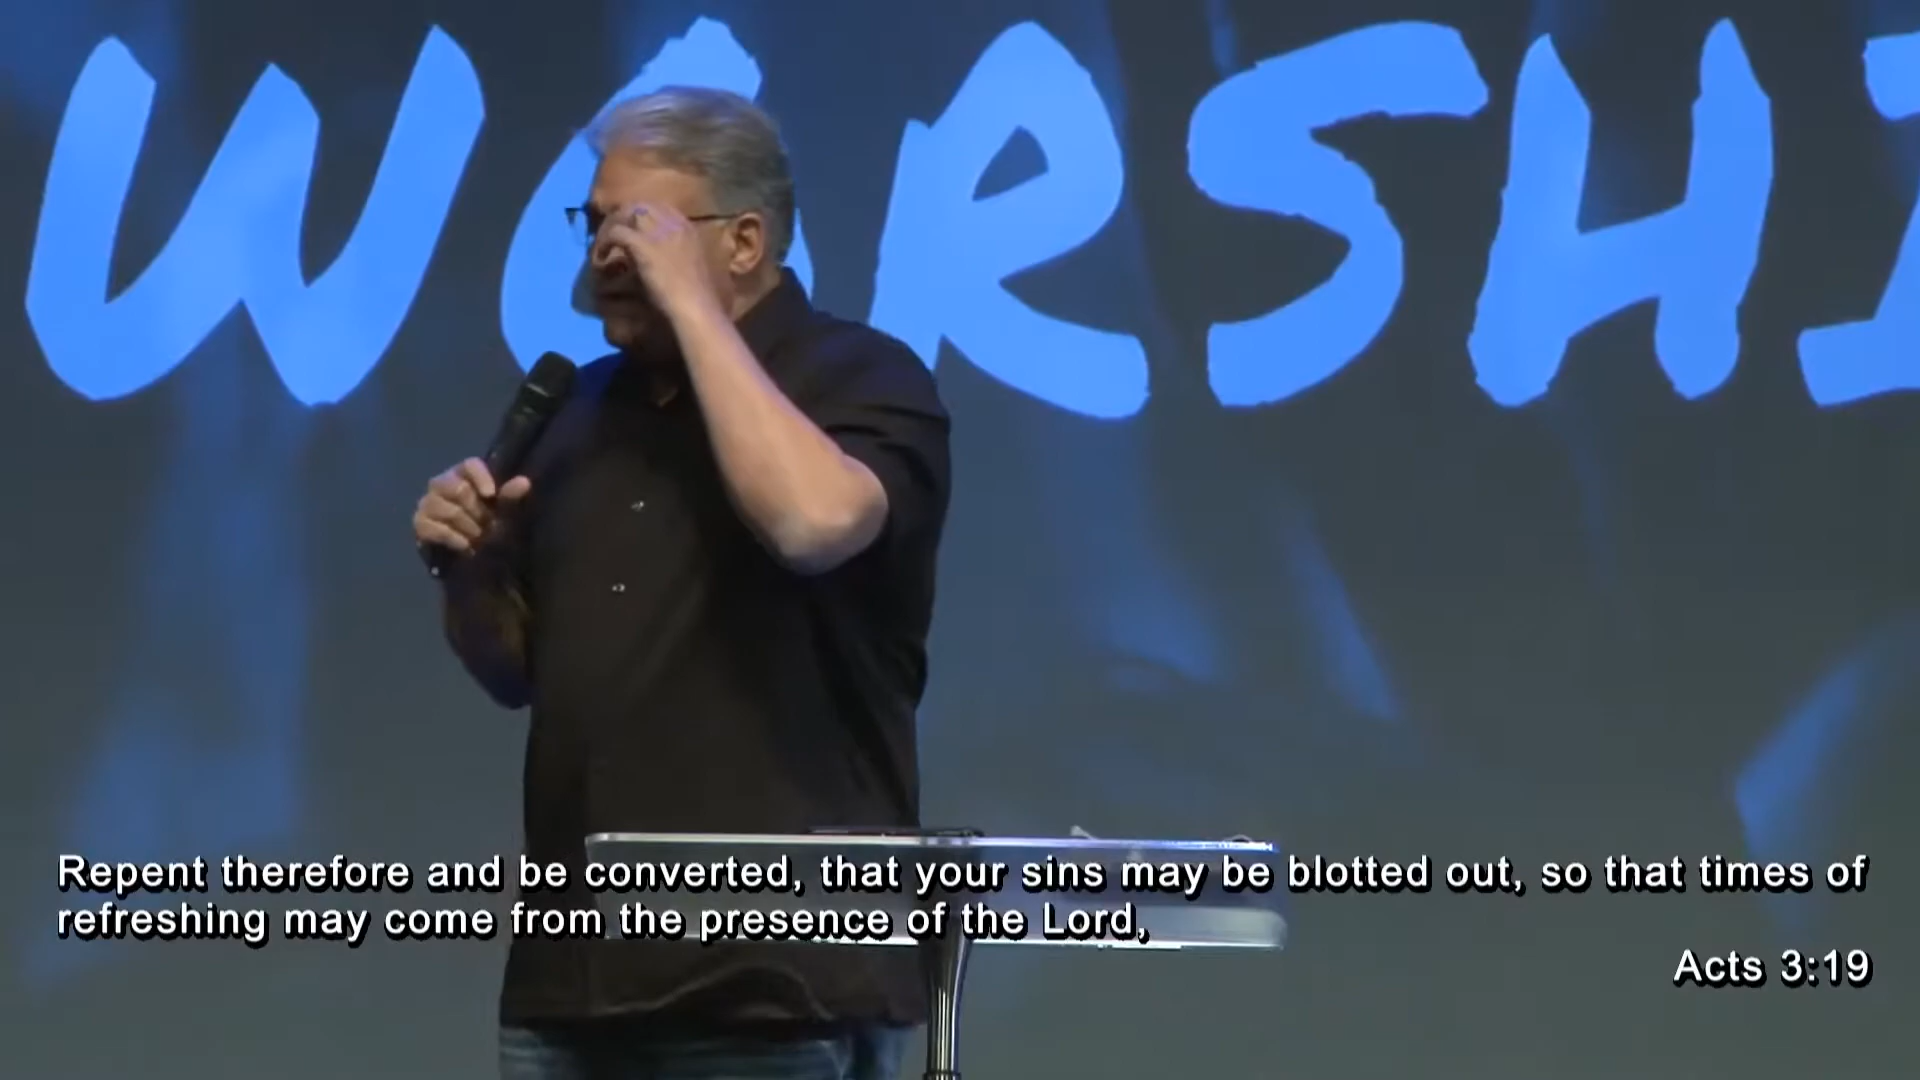 WORSHI
Repent therefore and be converted, that your sins may be blotted out, so that times of
refreshing may come from the presence of the Lord,
Acts 3:19